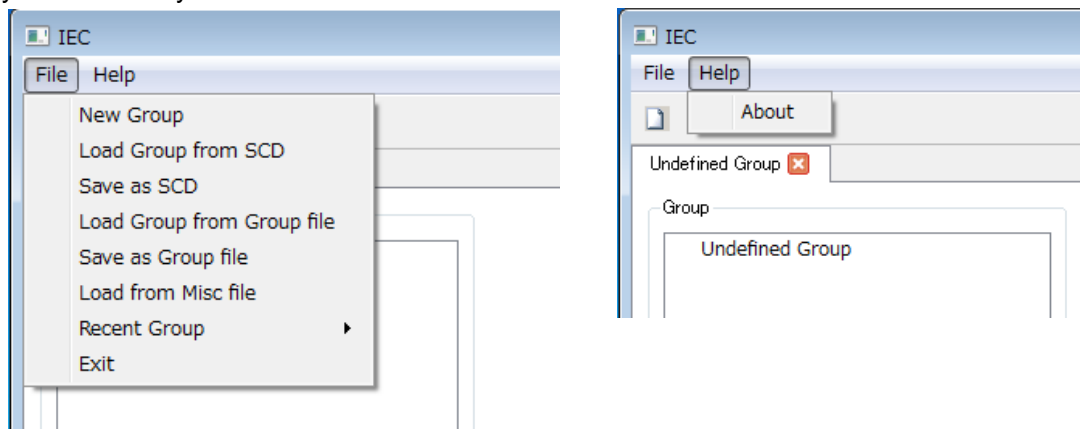 IEC
File Help
New Group
Load Group from SCD
Save as SCD
Load Group from Group file
Save as Group file
Load from Misc file
Recent Group
Exit
IEC
File Help
About
Undefined Group
Group
Undefined Group